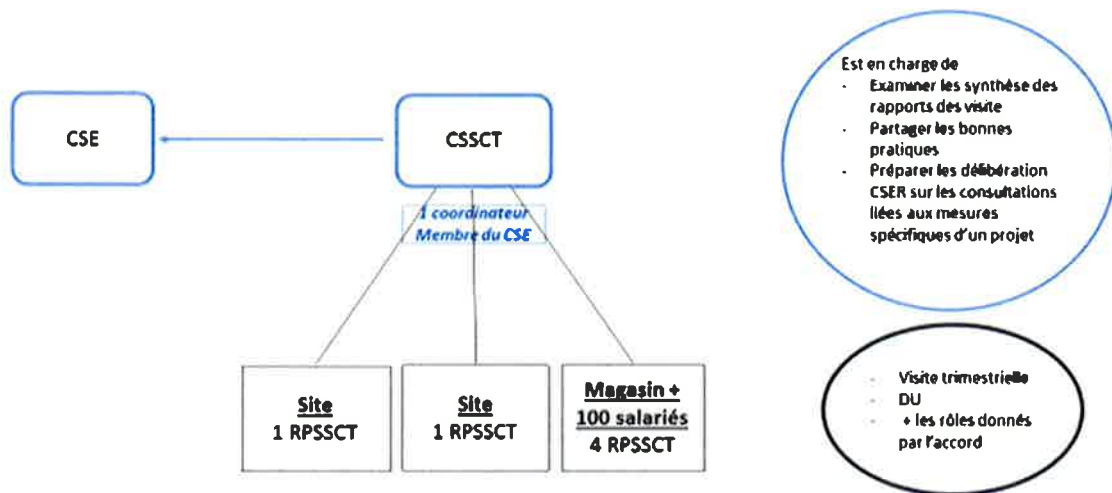 CSE
CSSCT
1 coordinateur
Membre du CSE
Site
1 RPSSCT
Site
1 RPSSCT
Magasin +
100 salariés
4 RPSSCT
Est en charge de
- Examiner les synthèse des
rapports des visite
- Partager les bonnes
pratiques
- Préparer les délibération
CSER sur les consultations
liées aux mesures
spécifiques d'un projet
- Visite trimestrielle
- DU
- + les rôles donnés
par l'accord